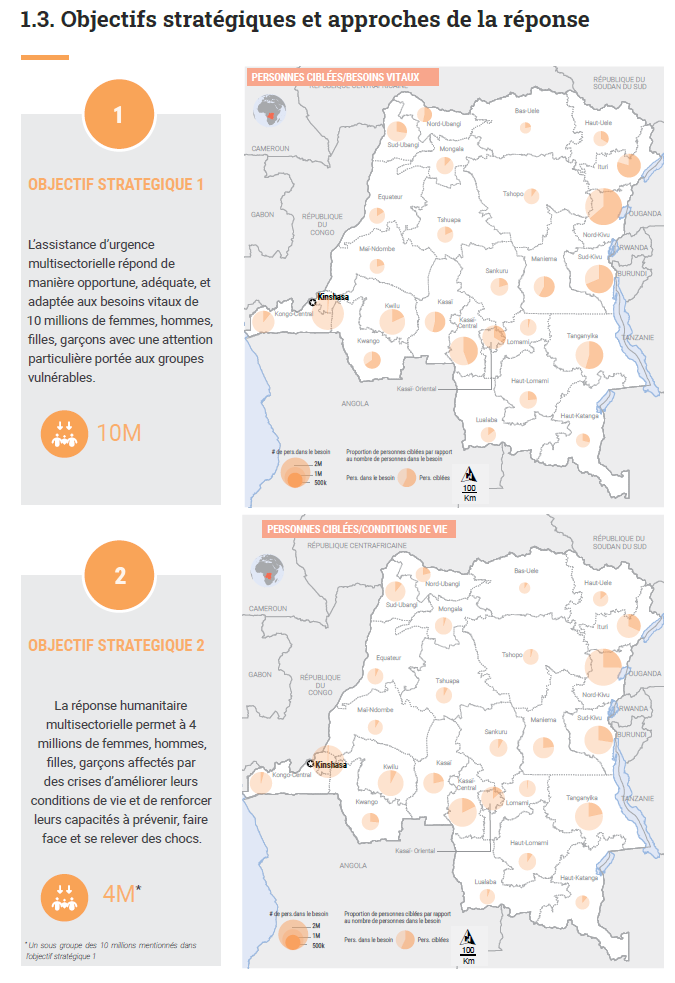 1.3. Objectifs stratégiques et approches de la réponse
1
OBJECTIF STRATEGIQUE 1
L'assistance d'urgence
multisectorielle répond de
manière opportune, adéquate, et
adaptée aux besoins vitaux de
10 millions de femmes, hommes,
filles, garçons avec une attention
particulière portée aux groupes
vulnérables.
10M
PERSONNES CIBLÉES/BESOINS VITAUX
RÉPUBLIQUE CENTRAFRICAINE
RÉPUBLIQUE DU
SOUDAN DU SUD
Bas-Uele
Nord-Ubangi
Haut-Uele
Sud-Ubangi
Mongala
CAMEROUN
Ituri
Équateur
Tshopo
GABON
RÉPUBLIQUE
DU
CONGO
Tshuapa
OUGANDA
Nord-Kivu
RWANDA
Maï-Ndombe
Maniema
Sud-Kivu
Sankuru
BURUNDI
Kinshasa
Kongo-Central
Kwilu
Kasaï
Kasaï-
Central
Kwango
Lomami
Tanganyika
TANZANIE
Kasaï- Oriental
Haut-Lomami
ANGOLA
Lualaba
Haut-Katanga
# de pers. dans le besoin
2M
1M
500k
Proportion de personnes ciblées par rapport
au nombre de personnes dans le besoin
Pers. dans le besoin
Pers. ciblées
100
Km
2
OBJECTIF STRATEGIQUE 2
La réponse humanitaire
multisectorielle permet à 4
millions de femmes, hommes,
filles, garçons affectés par
des crises d'améliorer leurs
conditions de vie et de renforcer
leurs capacités à prévenir, faire
face et se relever des chocs.
4M*
* Un sous groupe des 10 millions mentionnés dans
l'objectif stratégique 1
PERSONNES CIBLÉES/CONDITIONS DE VIE
RÉPUBLIQUE CENTRAFRICAINE
RÉPUBLIQUE DU
SOUDAN DU SUD
Bas-Uele
Nord-Ubangi
Haut-Uele
Sud-Ubangi
Mongala
CAMEROUN
Ituri
Équateur
Tshopo
GABON
RÉPUBLIQUE
DU
CONGO
Tshuapa
OUGANDA
Nord-Kivu
RWANDA
Maï-Ndombe
Maniema
Sud-Kivu
Sankuru
BURUNDI
Kinshasa
Kongo-Central
Kwilu
Kasaï
Kasaï-
Central
Kwango
Lomami
Tanganyika
TANZANIE
Kasaï- Oriental
Haut-Lomami
ANGOLA
Lualaba
Haut-Katanga
# de pers. dans le besoin
2M
1M
500k
Proportion de personnes ciblées par rapport
au nombre de personnes dans le besoin
Pers. dans le besoin
Pers. ciblées
100
Km